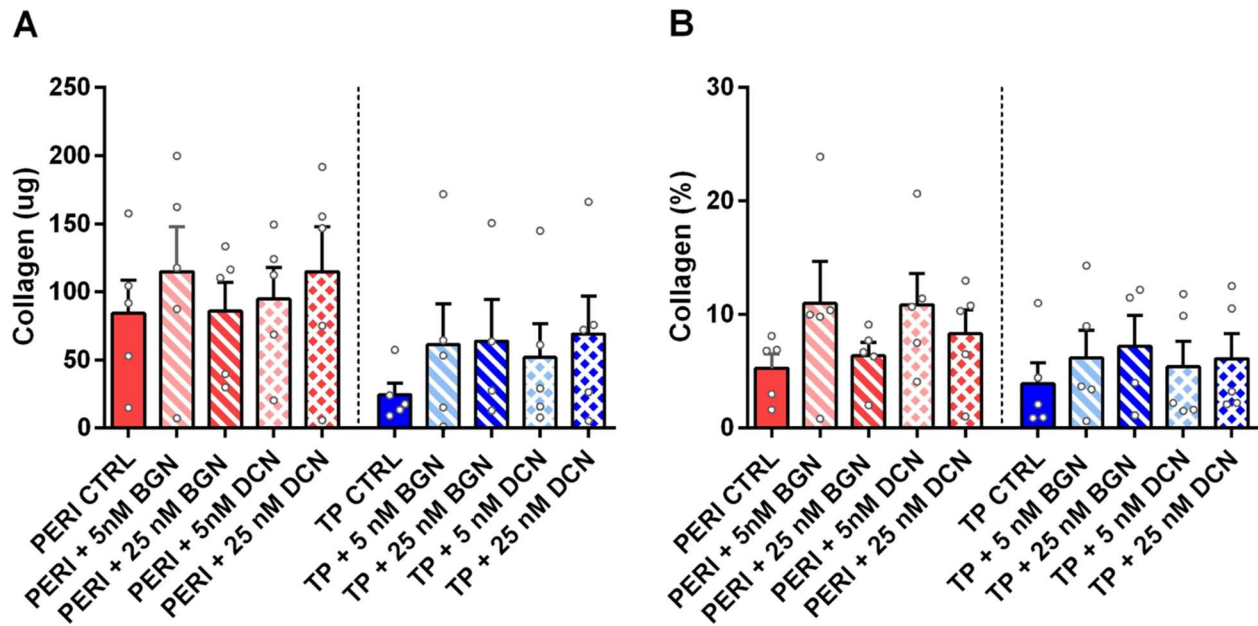 A
Collagen (ug)
250
200
150
100
50
0
PERI CTRL
PERI + 5nM BGN
PERI + 25 nM BGN
PERI + 5nM DCN
PERI + 25 nM DCN
TP CTRL
TP + 5 nM BGN
TP + 25 nM BGN
TP + 5 nM DCN
TP + 25 nM DCN
B
Collagen (%)
30
20
10
0
PERI CTRL
PERI + 5nM BGN
PERI + 25 nM BGN
PERI + 5nM DCN
PERI + 25 nM DCN
TP CTRL
TP + 5 nM BGN
TP + 25 nM BGN
TP + 5 nM DCN
TP + 25 nM DCN